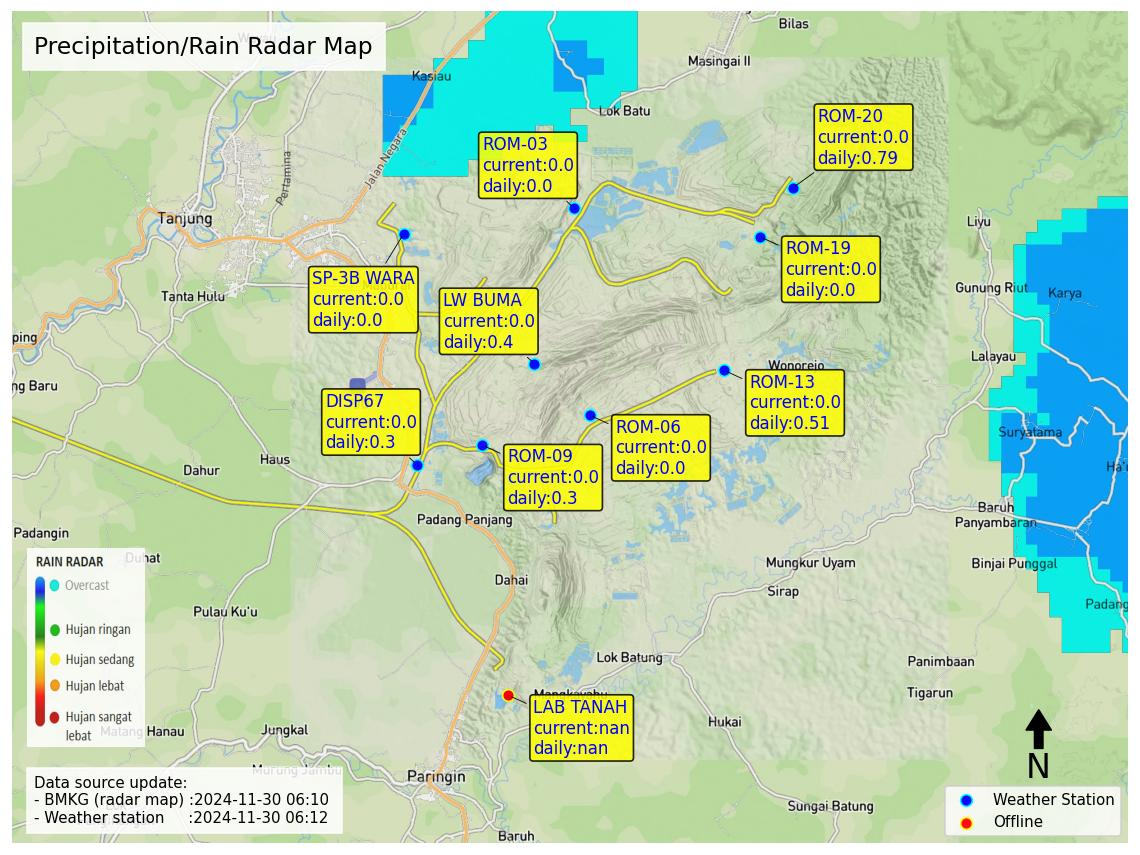 Precipitation/Rain Radar Map
Bilas
Masingai II
Kasiau
Lok Batu
Jalan Negara
Pertamina
Tanjung
Tanta Hulu
ROM-20
current:0.0
daily:0.79
ROM-03
current:0.0
daily:0.0
ROM-19
current:0.0
daily:0.0
SP-3B WARA
current:0.0
daily:0.0
LW BUMA
current:0.0
daily:0.4
Liyu
Gunung Riut
Karya
Lalayau
ping
ng Baru
Wonorejo
ROM-13
current:0.0
daily:0.51
DISP67
current:0.0
daily:0.3
ROM-06
current:0.0
daily:0.0
ROM-09
current:0.0
daily:0.3
Suryatama
Ha'u
Haus
Dahur
Baruh
Panyambaran
Padang Panjang
Padangin
Binjai Punggal
Mungkur Uyam
Dahai
Sirap
Padang
Duhat
Pulau Ku'u
RAIN RADAR
Overcast
Hujan ringan
Hujan sedang
Hujan lebat
Hujan sangat
lebat
Lok Batung
Panimbaan
Tigarun
Mangkayahu
LAB TANAH
current:nan
daily:nan
Hukai
Matang Hanau
Jungkal
Murung Jambu
Paringin
Sungai Batung
Baruh
N
Weather Station
Offline
Data source update:
- BMKG (radar map) :2024-11-30 06:10
- Weather station :2024-11-30 06:12